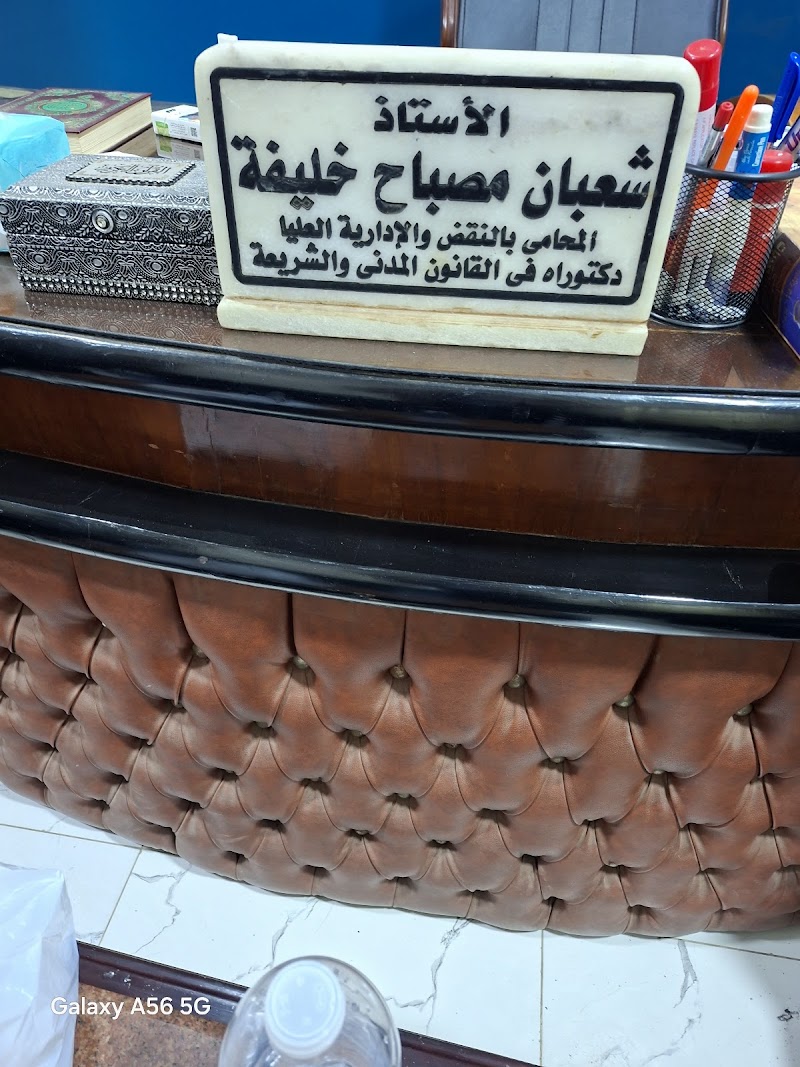 الأستاذ
شعبان مصباح خليفة
المحامى بالنقض والإدارية العليا
دكتوراه فى القانون المدنى والشريعة
Galaxy A56 5G